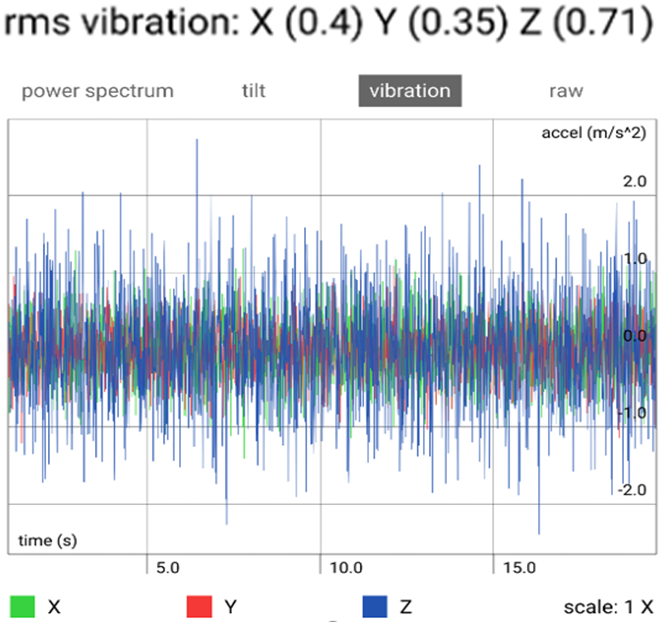 rms vibration: X (0.4) Y (0.35) Z (0.71)
power spectrum tilt vibration raw
accel (m/s^2)
2.0
1.0
0.0
-1.0
-2.0
time (s)
5.0 10.0 15.0
X Y Z scale: 1 X